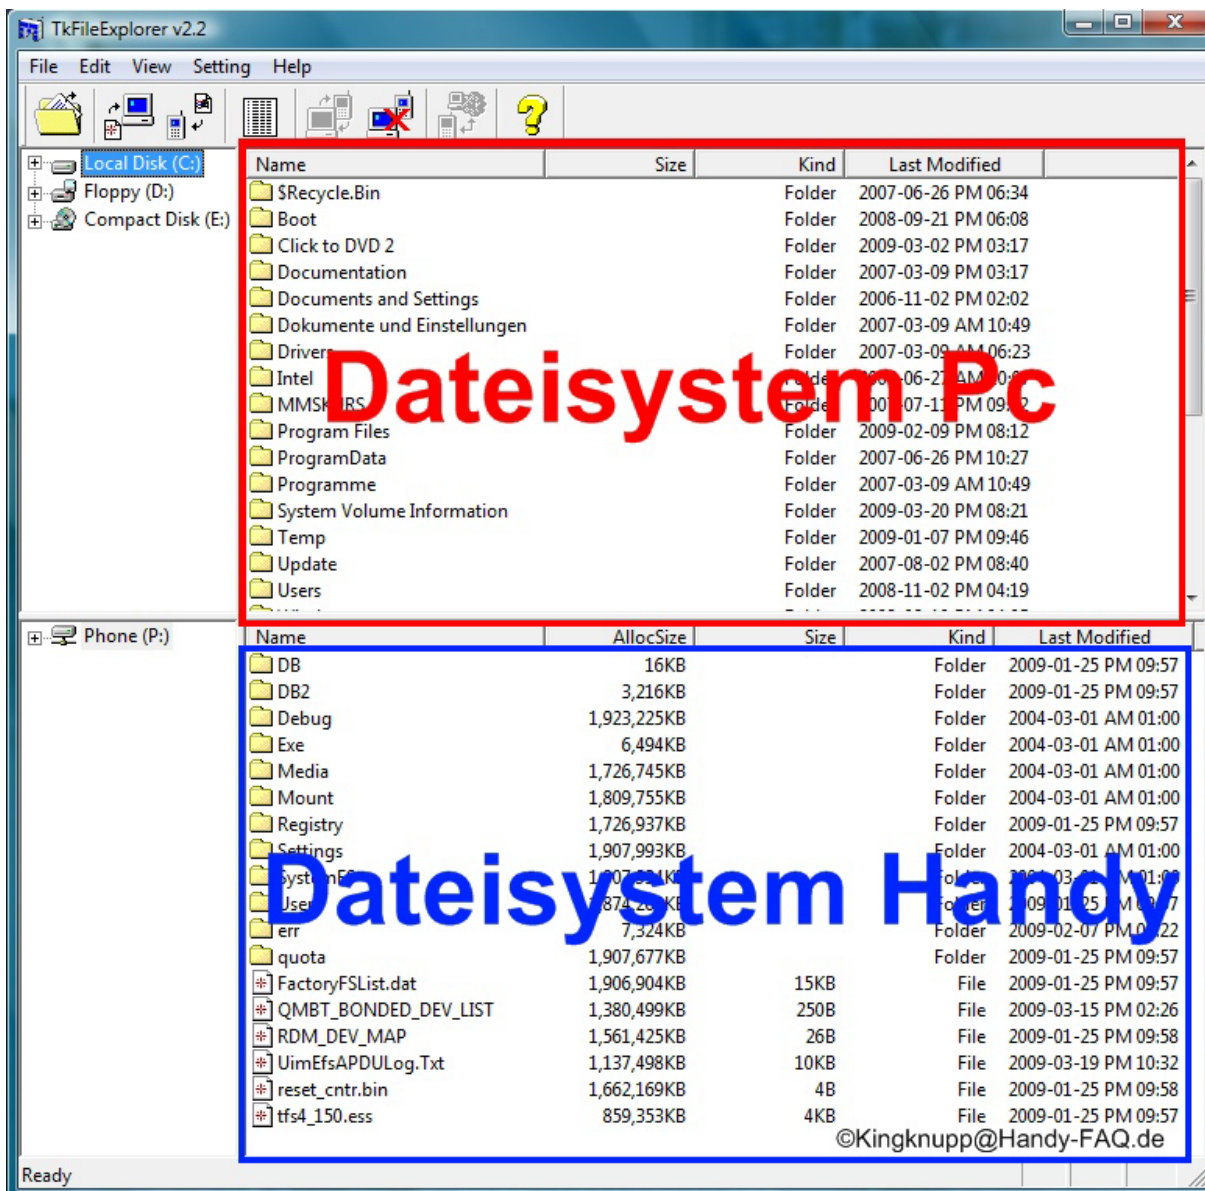 TkFileExplorer v2.2
File Edit View Setting Help
Local Disk (C:)
Floppy (D:)
Compact Disk (E:)
Name Size Kind Last Modified
$Recycle.Bin Folder 2007-06-26 PM 06:34
Boot Folder 2008-09-21 PM 06:08
Click to DVD 2 Folder 2009-03-02 PM 03:17
Documentation Folder 2007-03-09 PM 03:17
Documents and Settings Folder 2006-11-02 PM 02:02
Dokumente und Einstellungen Folder 2007-03-09 AM 10:49
Drivers Folder 2007-03-09 AM 06:23
Intel
Dateisystem Pc
Program Files Folder 2009-02-09 PM 08:12
ProgramData Folder 2007-06-26 PM 10:27
Programme Folder 2007-03-09 AM 10:49
System Volume Information Folder 2009-03-20 PM 08:21
Temp Folder 2009-01-07 PM 09:46
Update Folder 2007-08-02 PM 08:40
Users Folder 2008-11-02 PM 04:19
Phone (P:)
Name AllocSize Size Kind Last Modified
DB 16KB Folder 2009-01-25 PM 09:57
DB2 3,216KB Folder 2009-01-25 PM 09:57
Debug 1,923,225KB Folder 2004-03-01 AM 01:00
Exe 6,494KB Folder 2004-03-01 AM 01:00
Media 1,726,745KB Folder 2004-03-01 AM 01:00
Mount 1,809,755KB Folder 2004-03-01 AM 01:00
Registry 1,726,937KB Folder 2009-01-25 PM 09:57
Settings 1,907,993KB Folder 2004-03-01 AM 01:00
Dateisystem Handy
err 7,324KB Folder 2009-02-07 PM
quota 1,907,677KB Folder 2009-01-25 PM 09:57
FactoryFSList.dat 1,906,904KB 15KB File 2009-01-25 PM 09:57
QMBT_BONDED_DEV_LIST 1,380,499KB 250B File 2009-03-15 PM 02:26
RDM_DEV_MAP 1,561,425KB 26B File 2009-01-25 PM 09:58
UimEfsAPDULog.Txt 1,137,498KB 10KB File 2009-03-19 PM 10:32
reset_cntr.bin 1,662,169KB 4B File 2009-01-25 PM 09:58
tfs4_150.ess 859,353KB 4KB File 2009-01-25 PM 09:57
©Kingknupp@Handy-FAQ.de
Ready